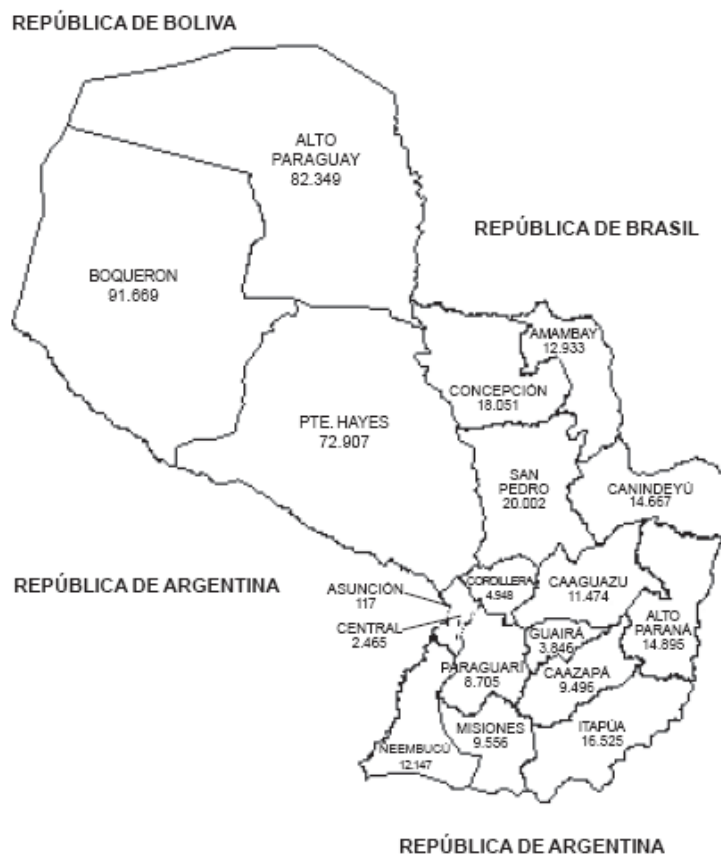 REPÚBLICA DE BOLIVA
ALTO
PARAGUAY
82.349
REPÚBLICA DE BRASIL
BOQUERON
91.669
AMAMBAY
12.933
CONCEPCIÓN
18.051
PTE. HAYES
72.907
SAN
PEDRO
20.002
CANINDEYÚ
14.667
REPÚBLICA DE ARGENTINA
ASUNCIÓN
117
CORDILLERA
4.948
CAAGUAZU
11.474
CENTRAL
2.465
GUAIRÁ
3.846
ALTO
PARANÁ
14.895
PARAGUARÍ
8.705
CAAZAPÁ
9.496
MISIONES
9.556
ITAPÚA
16.525
ÑEEMBUCÚ
12.147
REPÚBLICA DE ARGENTINA